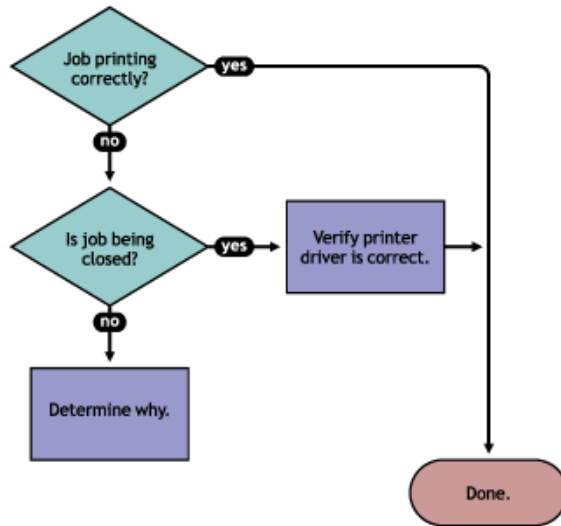 Job printing
correctly?
yes
no
Is job being
closed?
yes
Verify printer
driver is correct.
no
Determine why.
Done.